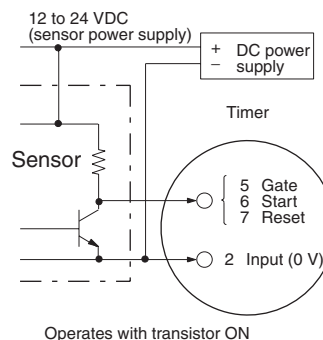 12 to 24 VDC
(sensor power supply)
+ DC power
− supply
Timer
Sensor
5 Gate
6 Start
7 Reset
2 Input (0 V)
Operates with transistor ON